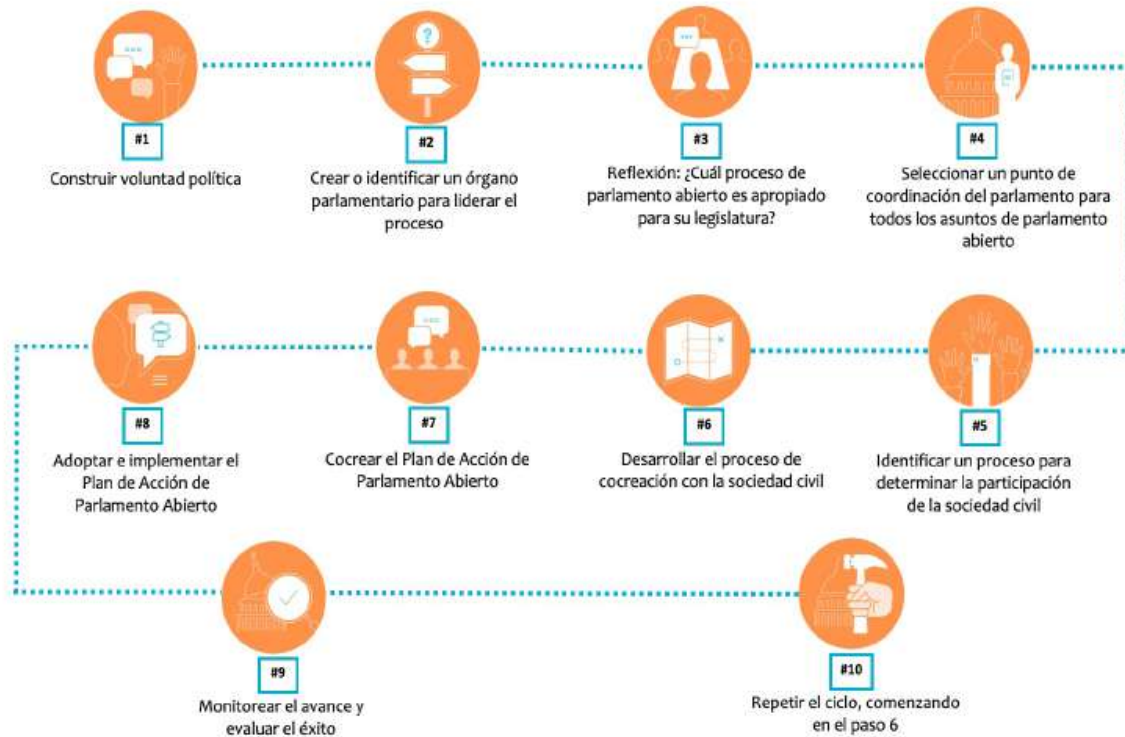 #1
Construir voluntad política
#2
Crear o identificar un órgano
parlamentario para liderar el
proceso
#3
Reflexión: ¿Cuál proceso de
parlamento abierto es apropiado
para su legislatura?
#4
Seleccionar un punto de
coordinación del parlamento para
todos los asuntos de parlamento
abierto
#5
Identificar un proceso para
determinar la participación
de la sociedad civil
#6
Desarrollar el proceso de
cocreación con la sociedad civil
#7
Cocrear el Plan de Acción de
Parlamento Abierto
#8
Adoptar e implementar el
Plan de Acción de
Parlamento Abierto
#9
Monitorear el avance y
evaluar el éxito
#10
Repetir el ciclo, comenzando
en el paso 6